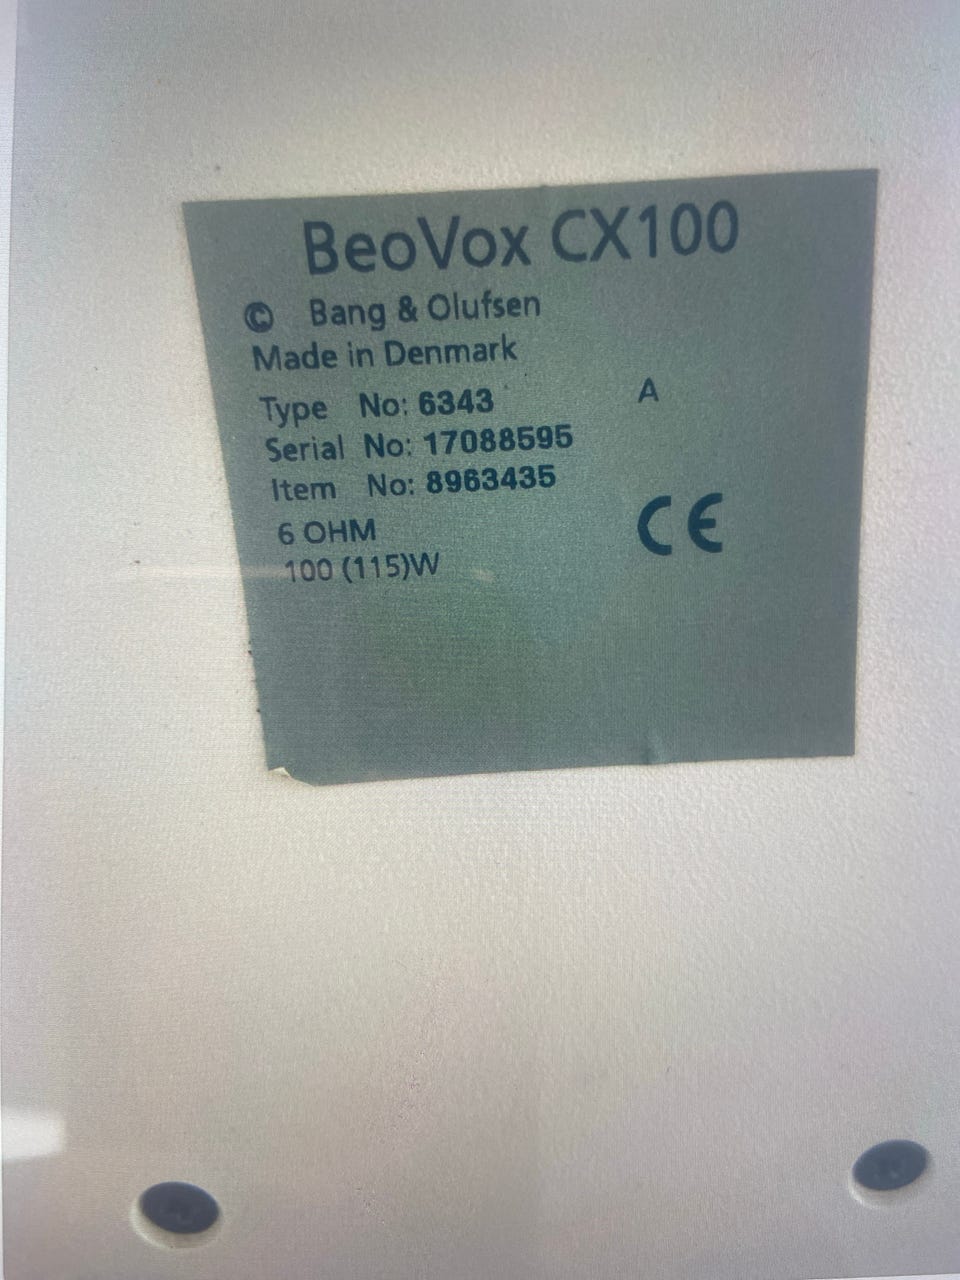 BeoVox CX100
© Bang & Olufsen
Made in Denmark
Type No: 6343 A
Serial No: 17088595
Item No: 8963435
6 OHM
100 (115)W
CE